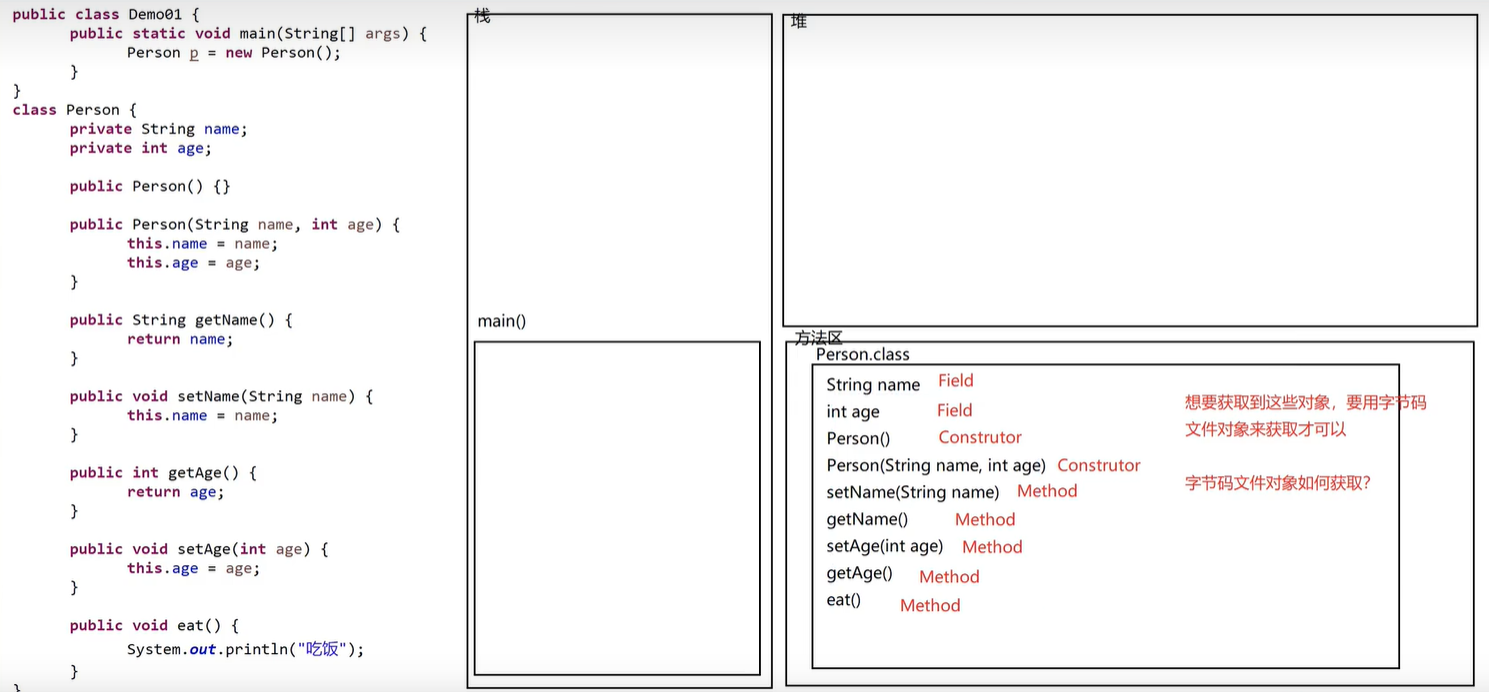 public class Demo01 {
public static void main(String[] args) {
Person p = new Person();
}
}
class Person {
private String name;
private int age;
public Person() {}
public Person(String name, int age) {
this.name = name;
this.age = age;
}
public String getName() {
return name;
}
public void setName(String name) {
this.name = name;
}
public int getAge() {
return age;
}
public void setAge(int age) {
this.age = age;
}
public void eat() {
System.out.println("吃饭");
}
}
栈
main()
堆
方法区
Person.class
String name Field
int age Field
Person() Construtor
Person(String name, int age) Construtor
setName(String name) Method
getName() Method
setAge(int age) Method
getAge() Method
eat() Method
想要获取到这些对象，要用字节码
文件对象来获取才可以
字节码文件对象如何获取？